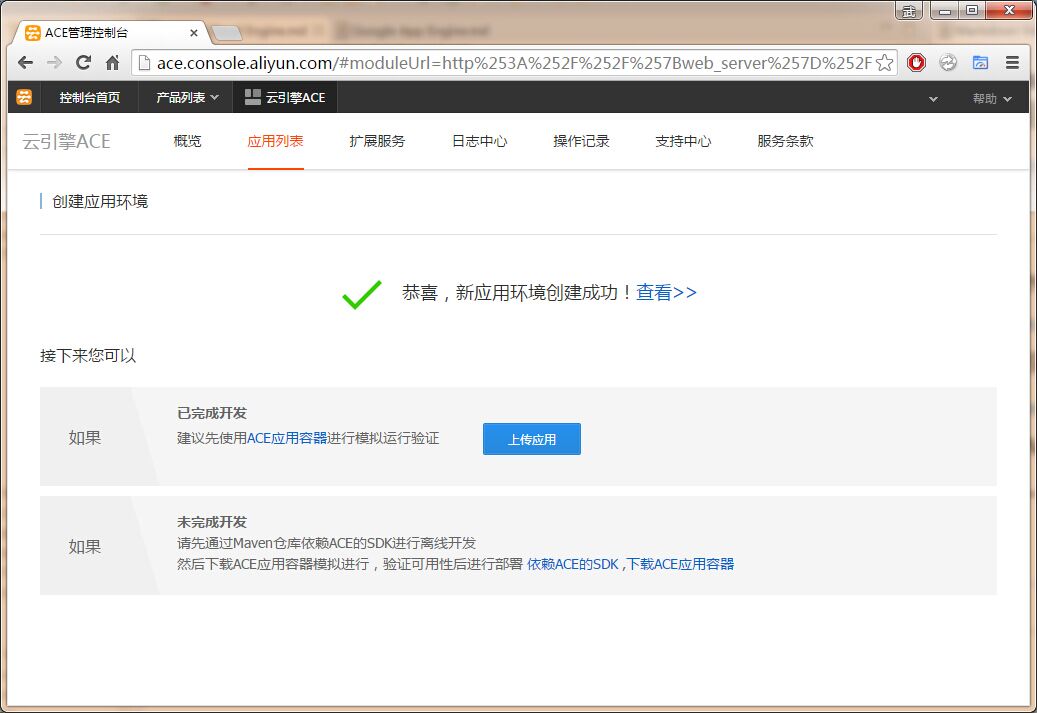 武
ACE管理控制台
ace.console.aliyun.com/#moduleUrl=http%253A%252F%252F%257Bweb_server%257D%252F
控制台首页 产品列表 云引擎ACE 帮助
云引擎ACE 概览 应用列表 扩展服务 日志中心 操作记录 支持中心 服务条款
创建应用环境
恭喜，新应用环境创建成功！查看>>
接下来您可以
已完成开发
如果 建议先使用ACE应用容器进行模拟运行验证 上传应用
未完成开发
如果 请先通过Maven仓库依赖ACE的SDK进行离线开发
然后下载ACE应用容器模拟进行，验证可用性后进行部署 依赖ACE的SDK ,下载ACE应用容器